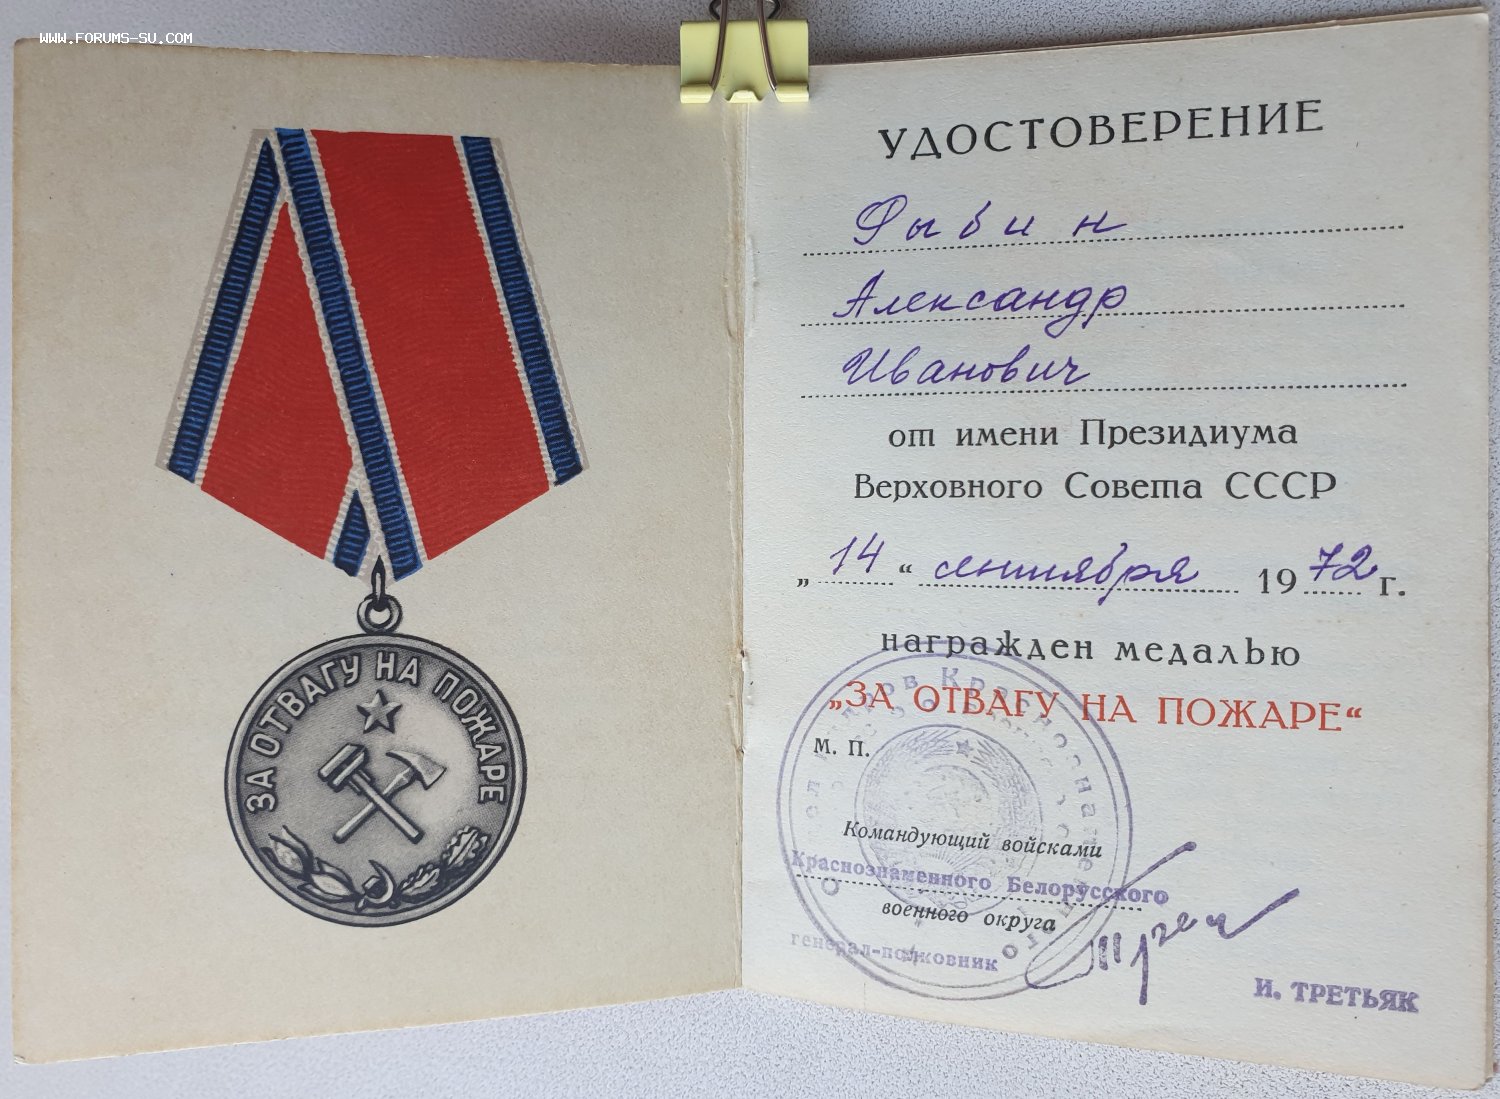 WWW.FORUMS-SU.COM
ЗА ОТВАГУ НА ПОЖАРЕ
УДОСТОВЕРЕНИЕ
Рыбин
Александр
Иванович
от имени Президиума
Верховного Совета СССР
„ 14 “ сентября 1972 г.
награжден медалью
„ЗА ОТВАГУ НА ПОЖАРЕ“
М. П.
Командующий войсками
Краснознаменного Белорусского
военного округа
генерал-полковник
И. ТРЕТЬЯК